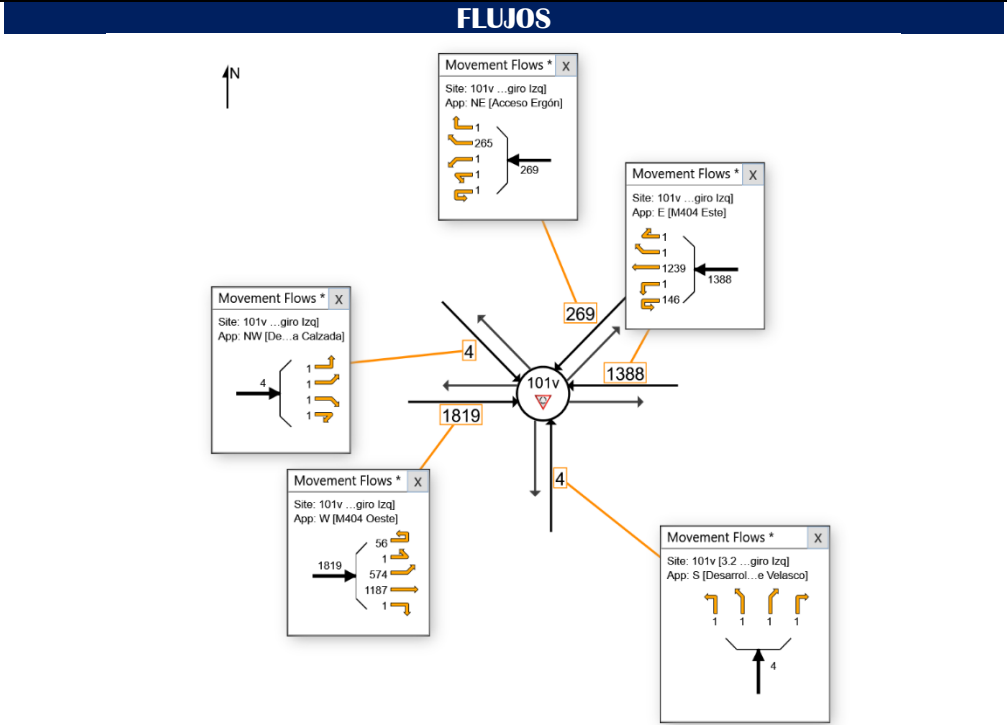 FLUJOS
N
Movement Flows * X
Site: 101v ...giro Izq]
App: NE [Acceso Ergón]
1
265
1
1
1
269
Movement Flows * X
Site: 101v ...giro Izq]
App: E [M404 Este]
1
1
1239
1
146
1388
Movement Flows * X
Site: 101v ...giro Izq]
App: NW [De...a Calzada]
4
1
1
1
1
269
4
1388
101v
1819
4
Movement Flows * X
Site: 101v ...giro Izq]
App: W [M404 Oeste]
1819
56
1
574
1187
1
Movement Flows * X
Site: 101v [3.2 ...giro Izq]
App: S [Desarrol...e Velasco]
1 1 1 1
4